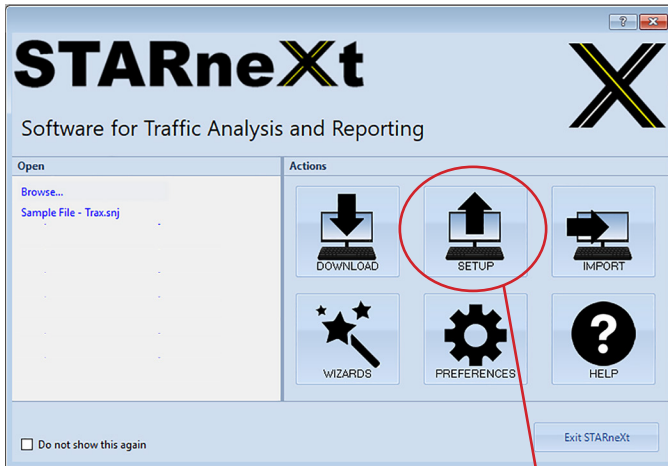 STARneXt
Software for Traffic Analysis and Reporting
Open
Browse...
Sample File - Trax.snj
Actions
DOWNLOAD
SETUP
IMPORT
WIZARDS
PREFERENCES
HELP
Do not show this again
Exit STARneXt